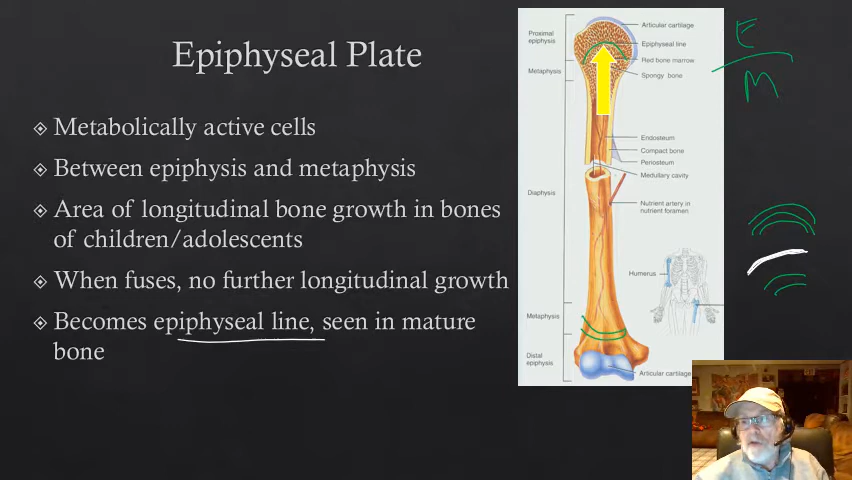 Epiphyseal Plate
Metabolically active cells
Between epiphysis and metaphysis
Area of longitudinal bone growth in bones
of children/adolescents
When fuses, no further longitudinal growth
Becomes epiphyseal line, seen in mature
bone
Proximal
epiphysis
Metaphysis
Diaphysis
Metaphysis
Distal
epiphysis
Articular cartilage
Epiphyseal line
Red bone marrow
Spongy bone
Endosteum
Compact bone
Periosteum
Medullary cavity
Nutrient artery in
nutrient foramen
Humerus
Articular cartilage
E
M